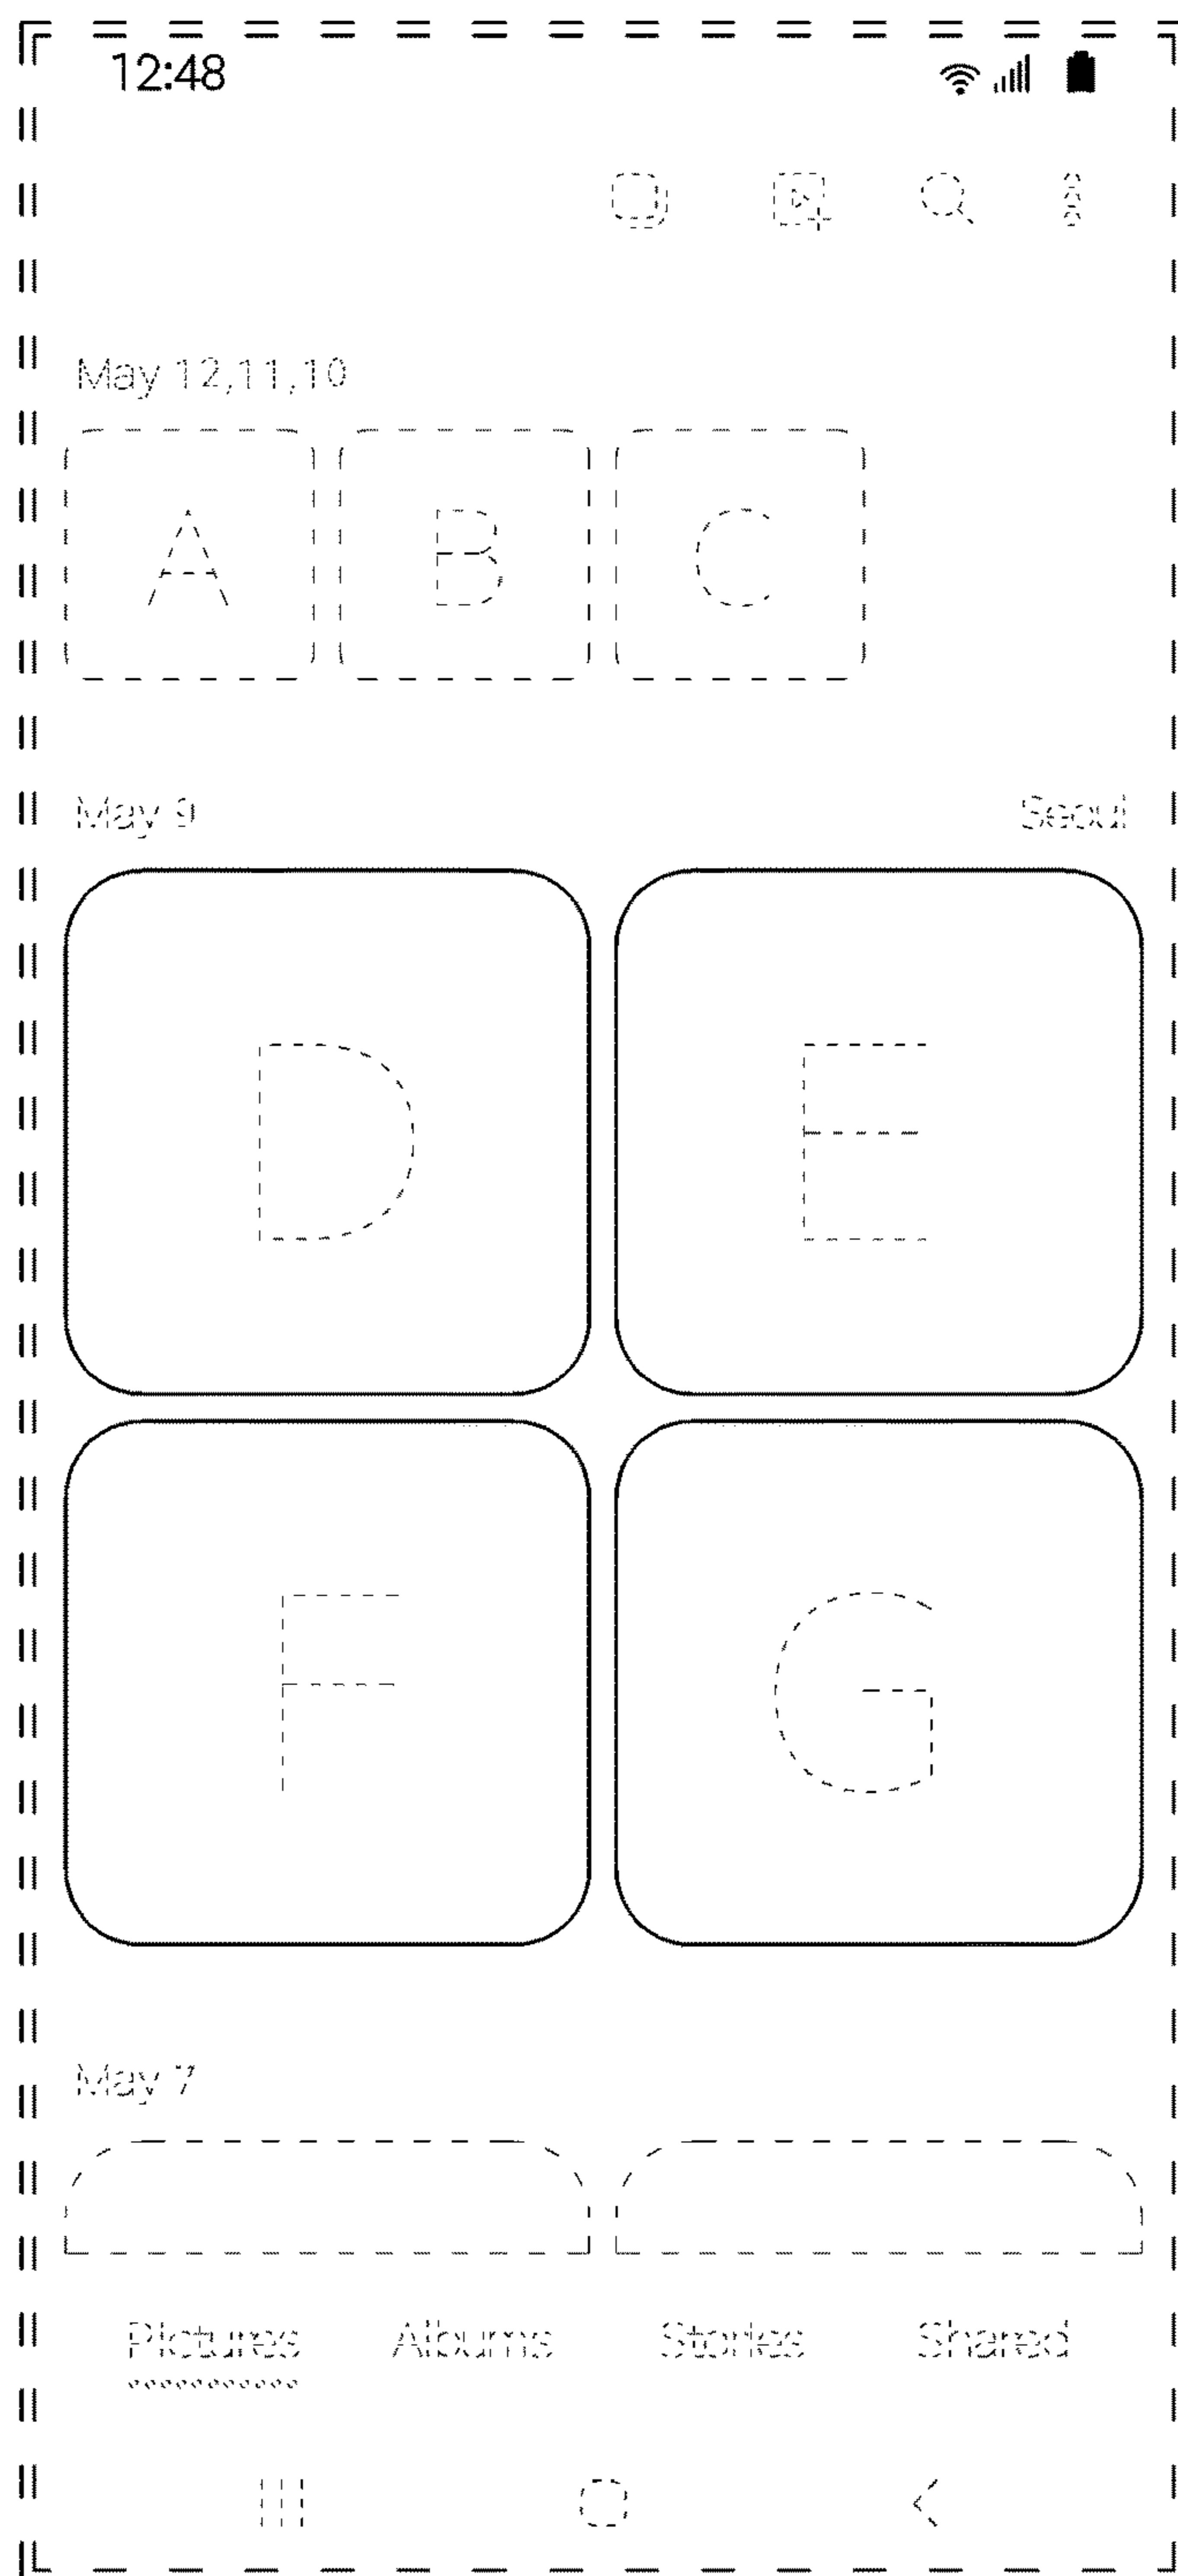 12:48
May 12,11,10
A B C
May 9 Seoul
D E
F G
May 7
Pictures Albums Stories Shared